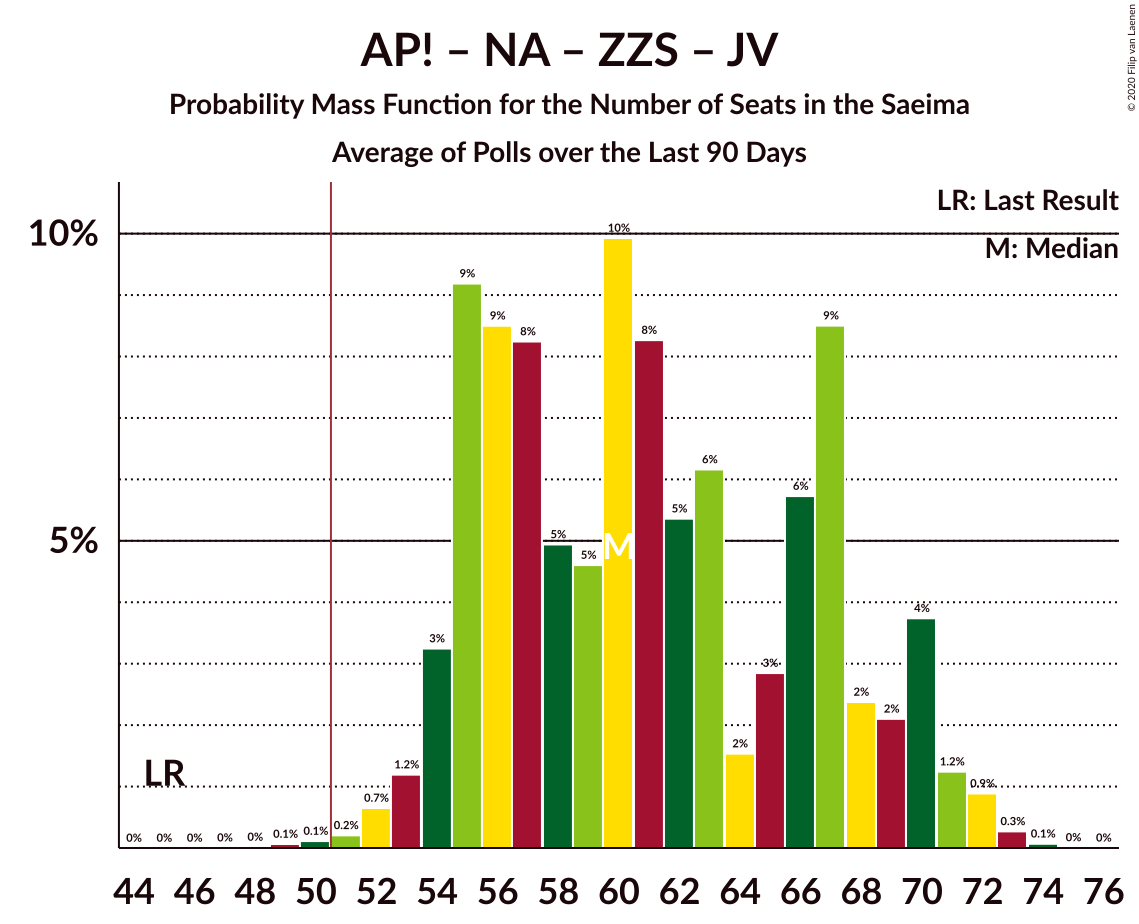 AP! – NA – ZZS – JV
Probability Mass Function for the Number of Seats in the Saeima
Average of Polls over the Last 90 Days
© 2020 Filip van Laenen
LR: Last Result
M: Median
10%
5%
LR
M
0% 0% 0% 0% 0% 0.1% 0.1% 0.2% 0.7% 1.2% 3% 9% 9% 8% 5% 5% 10% 8% 5% 6% 2% 3% 6% 9% 2% 2% 4% 1.2% 0.9% 0.3% 0.1% 0% 0%
44 46 48 50 52 54 56 58 60 62 64 66 68 70 72 74 76